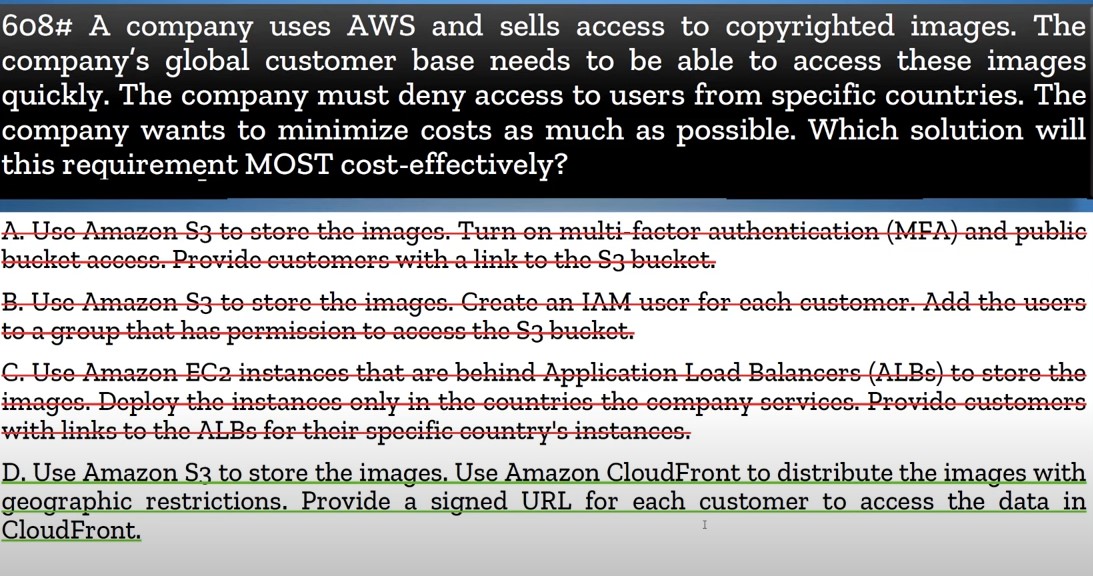 608# A company uses AWS and sells access to copyrighted images. The
company's global customer base needs to be able to access these images
quickly. The company must deny access to users from specific countries. The
company wants to minimize costs as much as possible. Which solution will
this requirement MOST cost-effectively?
A. Use Amazon S3 to store the images. Turn on multi-factor authentication (MFA) and public
bucket access. Provide customers with a link to the S3 bucket.
B. Use Amazon S3 to store the images. Create an IAM user for each customer. Add the users
to a group that has permission to access the S3 bucket.
C. Use Amazon EC2 instances that are behind Application Load Balancers (ALBs) to store the
images. Deploy the instances only in the countries the company services. Provide customers
with links to the ALBs for their specific country's instances.
D. Use Amazon S3 to store the images. Use Amazon CloudFront to distribute the images with
geographic restrictions. Provide a signed URL for each customer to access the data in
CloudFront.